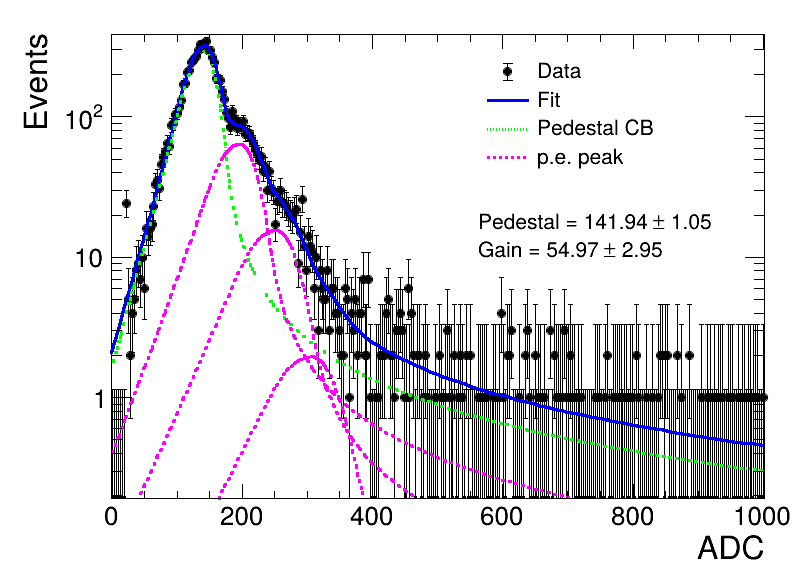 Events
10²
10
1
Data
Fit
Pedestal CB
p.e. peak
Pedestal = 141.94 ± 1.05
Gain = 54.97 ± 2.95
0 200 400 600 800 1000
ADC